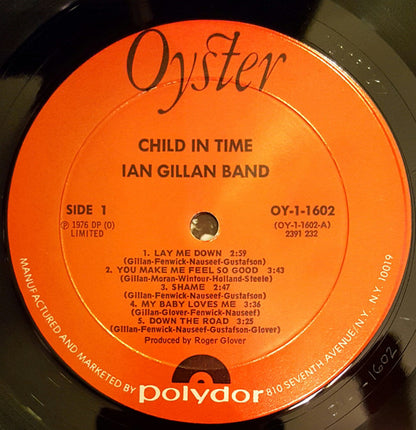 Oyster
CHILD IN TIME
IAN GILLAN BAND
SIDE 1
OY-1-1602
℗ 1976 DP (O)
LIMITED
(OY-1-1602-A)
2391 232
1. LAY ME DOWN 2:59
(Gillan-Fenwick-Nauseef-Gustafson)
2. YOU MAKE ME FEEL SO GOOD 3:43
(Gillan-Moran-Wintour-Holland-Steele)
3. SHAME 2:47
(Gillan-Fenwick-Nauseef-Gustafson)
4. MY BABY LOVES ME 3:36
(Gillan-Glover-Fenwick-Nauseef)
5. DOWN THE ROAD 3:25
(Gillan-Fenwick-Nauseef-Gustafson-Glover)
Produced by Roger Glover
MANUFACTURED AND MARKETED BY polydor 810 SEVENTH AVENUE/N.Y. N.Y. 10019
1602